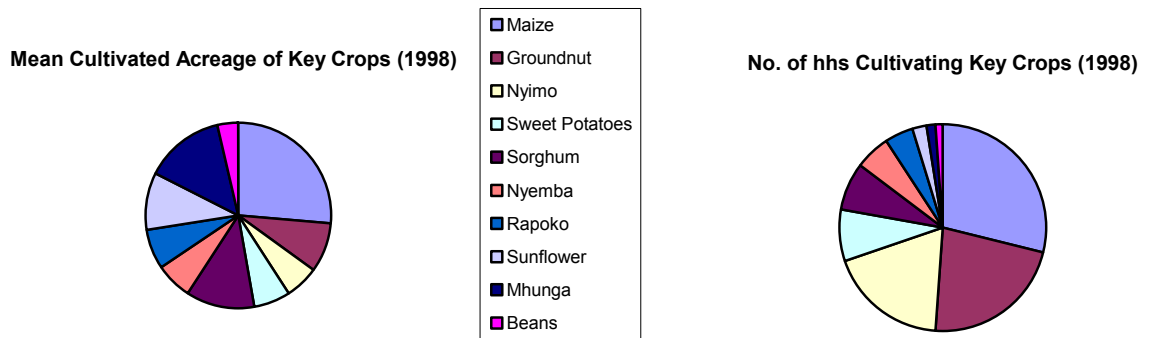 Mean Cultivated Acreage of Key Crops (1998)
Maize
Groundnut
Nyimo
Sweet Potatoes
Sorghum
Nyemba
Rapoko
Sunflower
Mhunga
Beans
No. of hhs Cultivating Key Crops (1998)